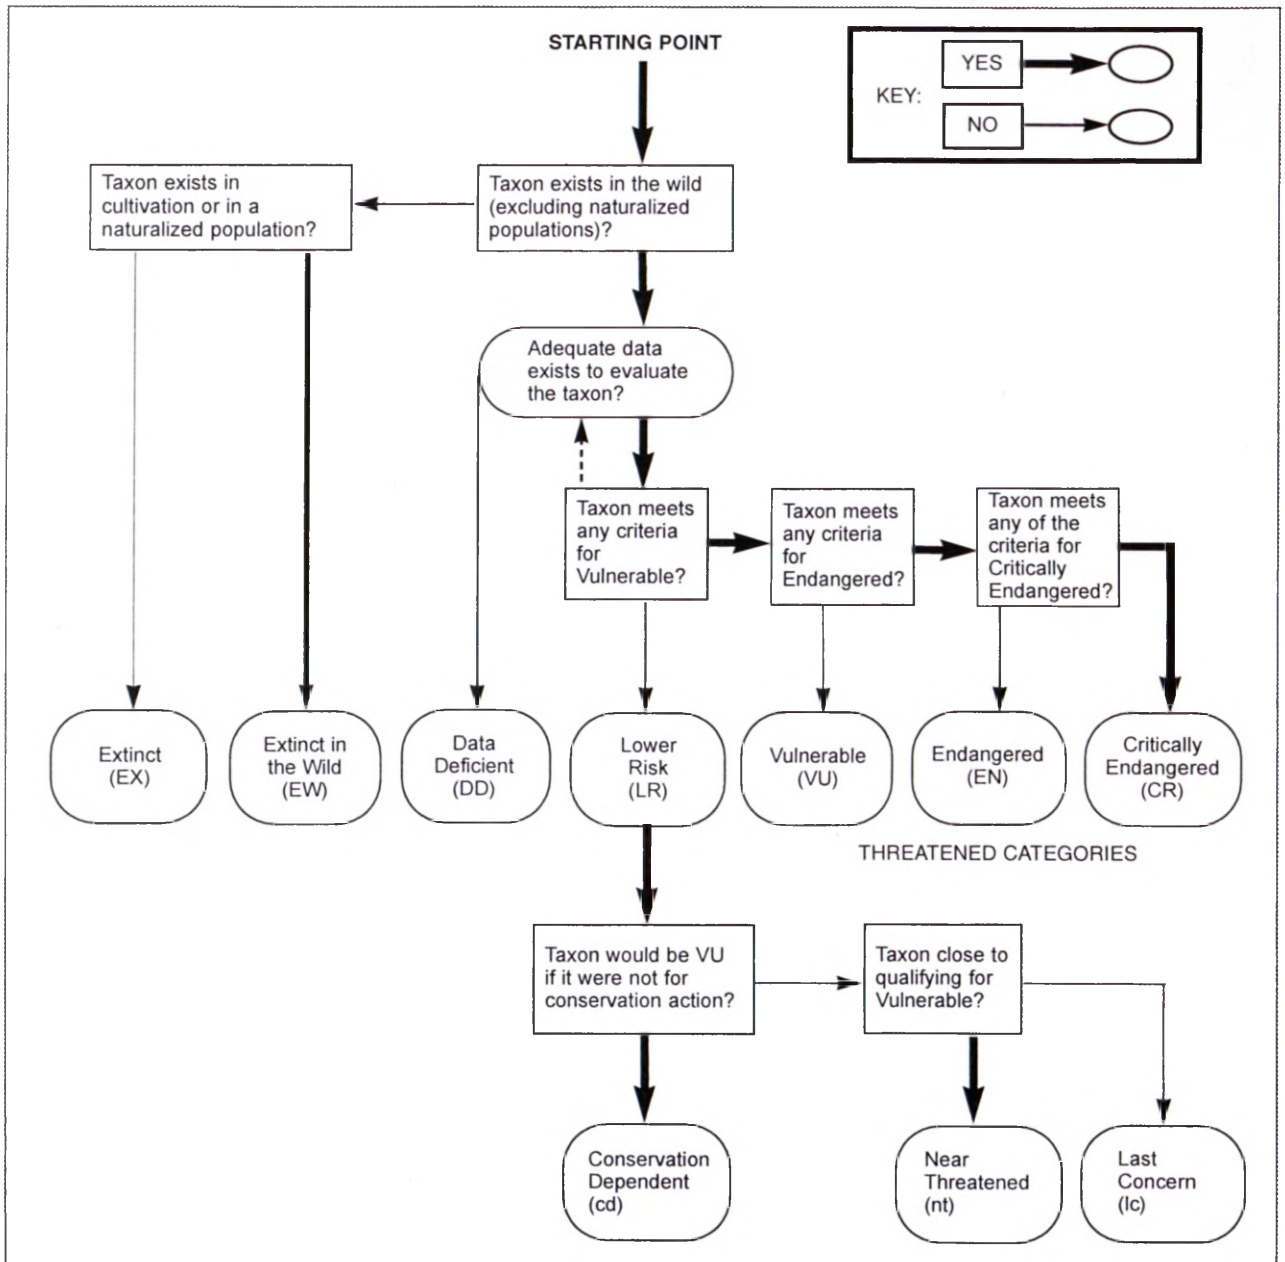 STARTING POINT
KEY:
YES
NO
Taxon exists in
cultivation or in a
naturalized population?
Taxon exists in the wild
(excluding naturalized
populations)?
Adequate data
exists to evaluate
the taxon?
Taxon meets
any criteria
for
Vulnerable?
Taxon meets
any criteria
for
Endangered?
Taxon meets
any of the
criteria for
Critically
Endangered?
Extinct
(EX)
Extinct in
the Wild
(EW)
Data
Deficient
(DD)
Lower
Risk
(LR)
Vulnerable
(VU)
Endangered
(EN)
Critically
Endangered
(CR)
THREATENED CATEGORIES
Taxon would be VU
if it were not for
conservation action?
Taxon close to
qualifying for
Vulnerable?
Conservation
Dependent
(cd)
Near
Threatened
(nt)
Last
Concern
(lc)